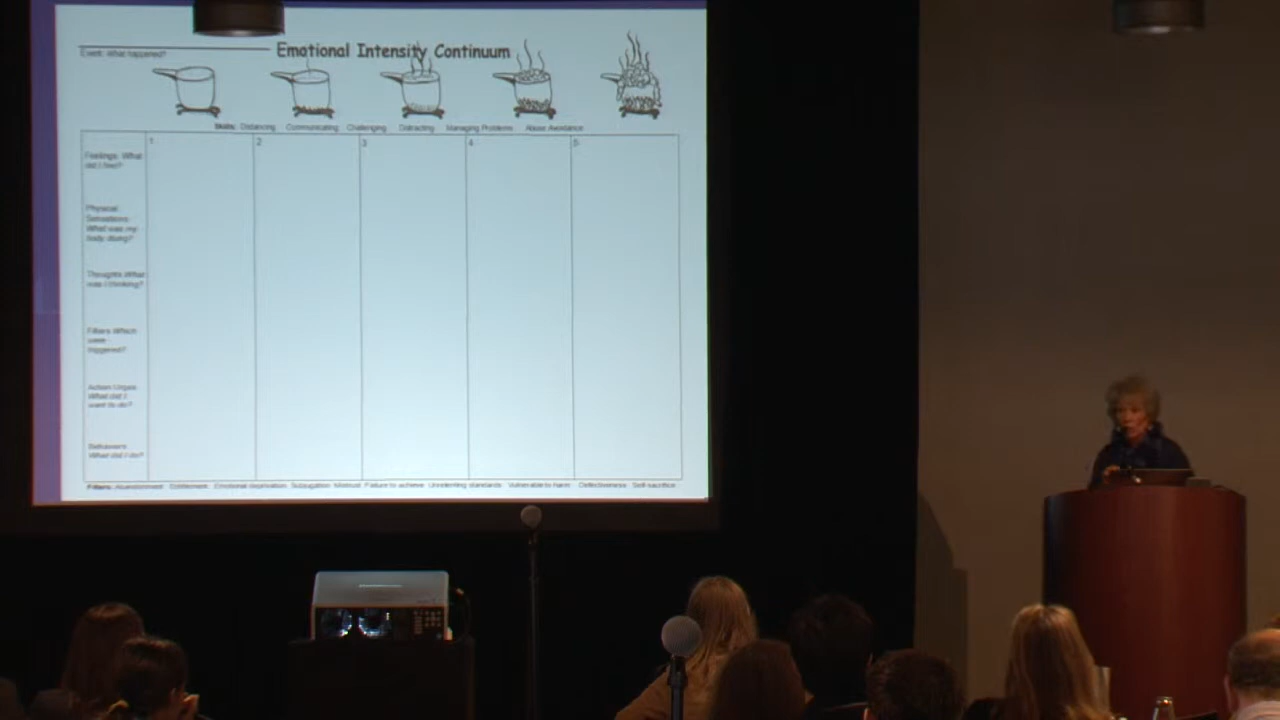 Event: What happened?
Emotional Intensity Continuum
Skills: Distancing Communicating Challenging Distracting Managing Problems Abuse Avoidance
1 2 3 4 5
Feelings: What
did I feel?
Physical
Sensations:
What was my
body doing?
Thoughts What
was I thinking?
Filters Which
were
triggered?
Action Urges
What did I
want to do?
Behaviors
What did I do?
Filters: Abandonment Entitlement Emotional deprivation Subjugation Mistrust Failure to achieve Unrelenting standards Vulnerable to harm Defectiveness Self-sacrifice